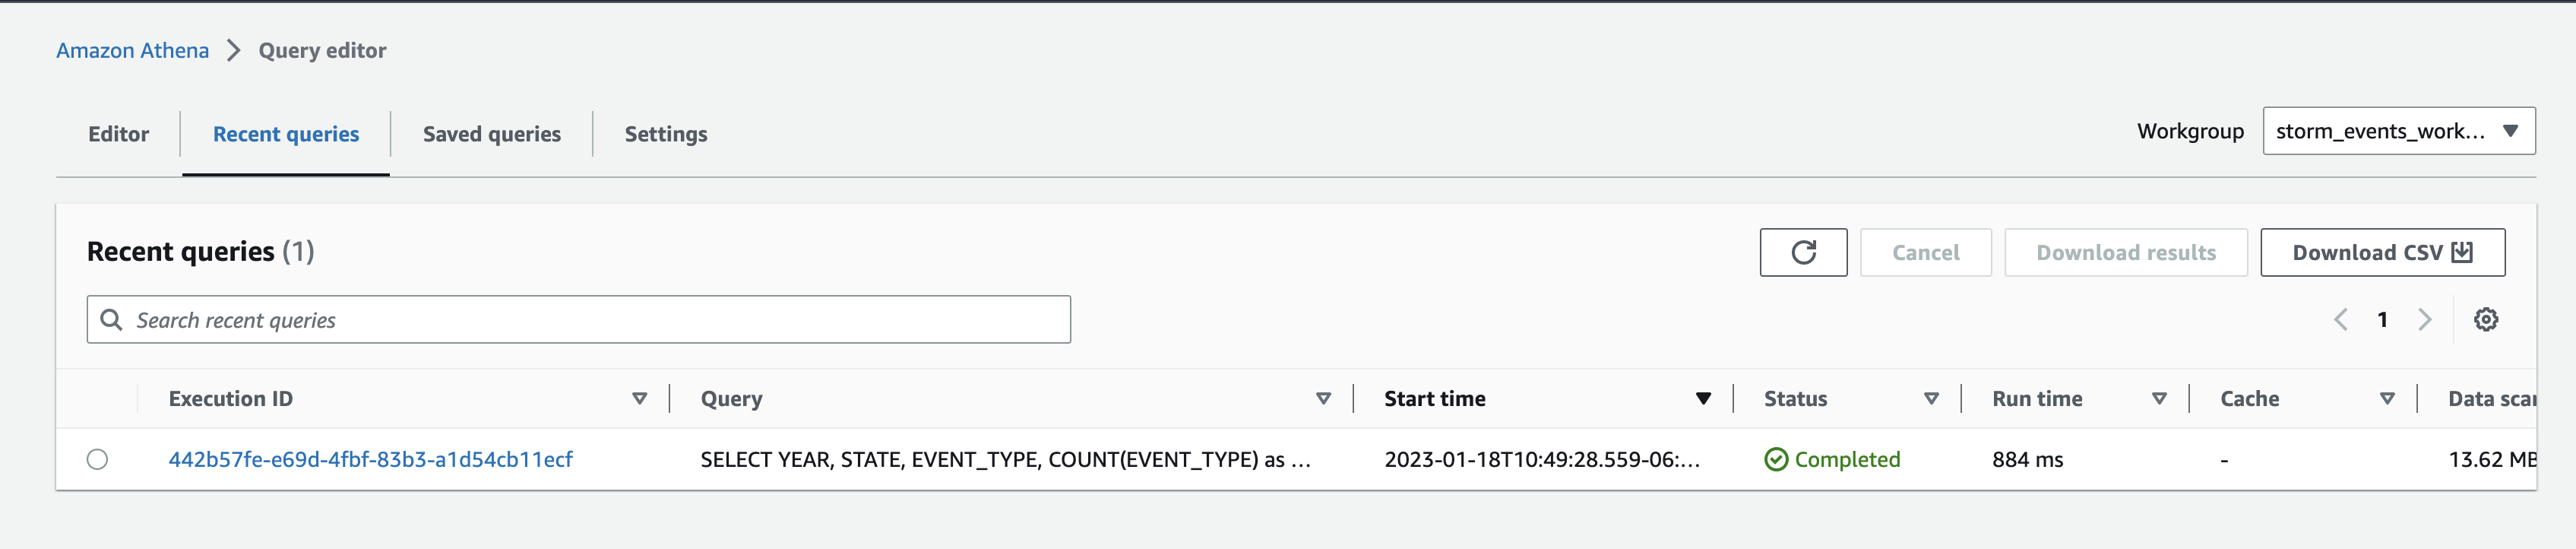 Amazon Athena > Query editor
Editor Recent queries Saved queries Settings Workgroup storm_events_work...
Recent queries (1) Cancel Download results Download CSV
Search recent queries 1
Execution ID Query Start time Status Run time Cache Data scan
442b57fe-e69d-4fbf-83b3-a1d54cb11ecf SELECT YEAR, STATE, EVENT_TYPE, COUNT(EVENT_TYPE) as ... 2023-01-18T10:49:28.559-06:... Completed 884 ms - 13.62 MB